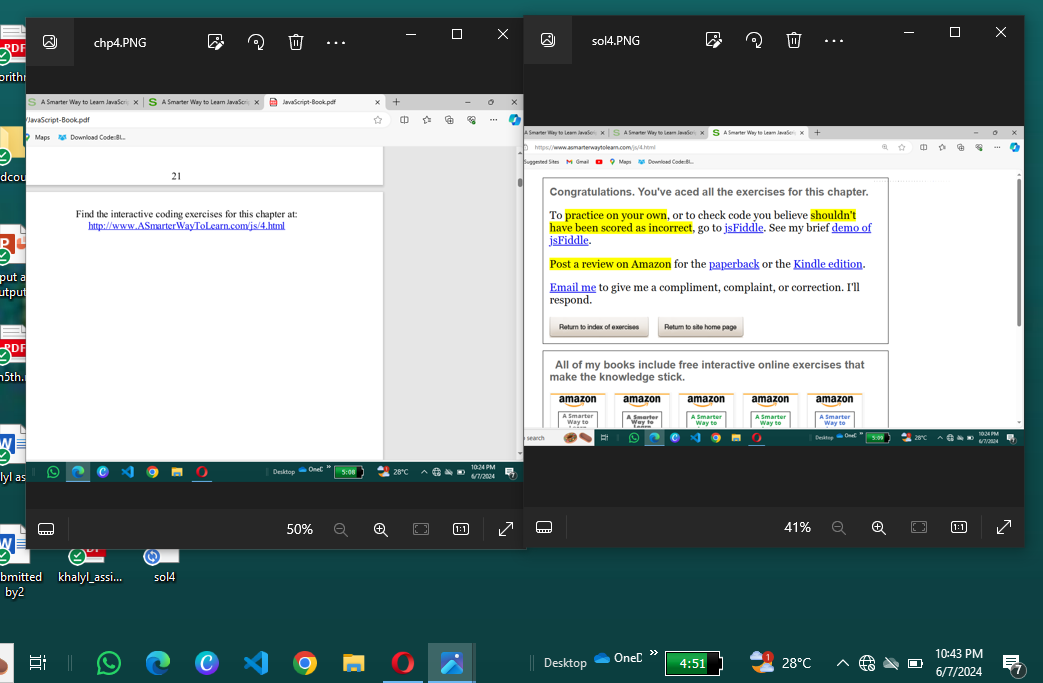 chp4.PNG
A Smarter Way to Learn JavaScrip
A Smarter Way to Learn JavaScrip
JavaScript-Book.pdf
/JavaScript-Book.pdf
Maps
Download Code::Bl...
21
Find the interactive coding exercises for this chapter at:
http://www.ASmarterWayToLearn.com/js/4.html
Desktop
OneD
5:08
28°C
10:24 PM
6/7/2024
50%
1:1
sol4.PNG
A Smarter Way to Learn JavaScri
A Smarter Way to Learn JavaScri
A Smarter Way to Learn JavaScri
https://www.asmarterwaytolearn.com/js/4.html
Suggested Sites
Gmail
Maps
Download Code::Bl...
Congratulations. You've aced all the exercises for this chapter.
To practice on your own, or to check code you believe shouldn't
have been scored as incorrect, go to jsFiddle. See my brief demo of
jsFiddle.
Post a review on Amazon for the paperback or the Kindle edition.
Email me to give me a compliment, complaint, or correction. I'll
respond.
Return to index of exercises
Return to site home page
All of my books include free interactive online exercises that
make the knowledge stick.
amazon
amazon
amazon
amazon
amazon
A Smarter
Way to
A Smarter
Way to
A Smarter
Way to
A Smarter
Way to
A Smarter
Way to
search
Desktop
OneD
5:09
28°C
10:24 PM
6/7/2024
41%
1:1
PDF
orithm
dcou
put a
utput
PDF
n5th.
lyl as
bmitted
by2
khalyl_assi...
sol4
Desktop
OneD
4:51
1
28°C
10:43 PM
6/7/2024
7